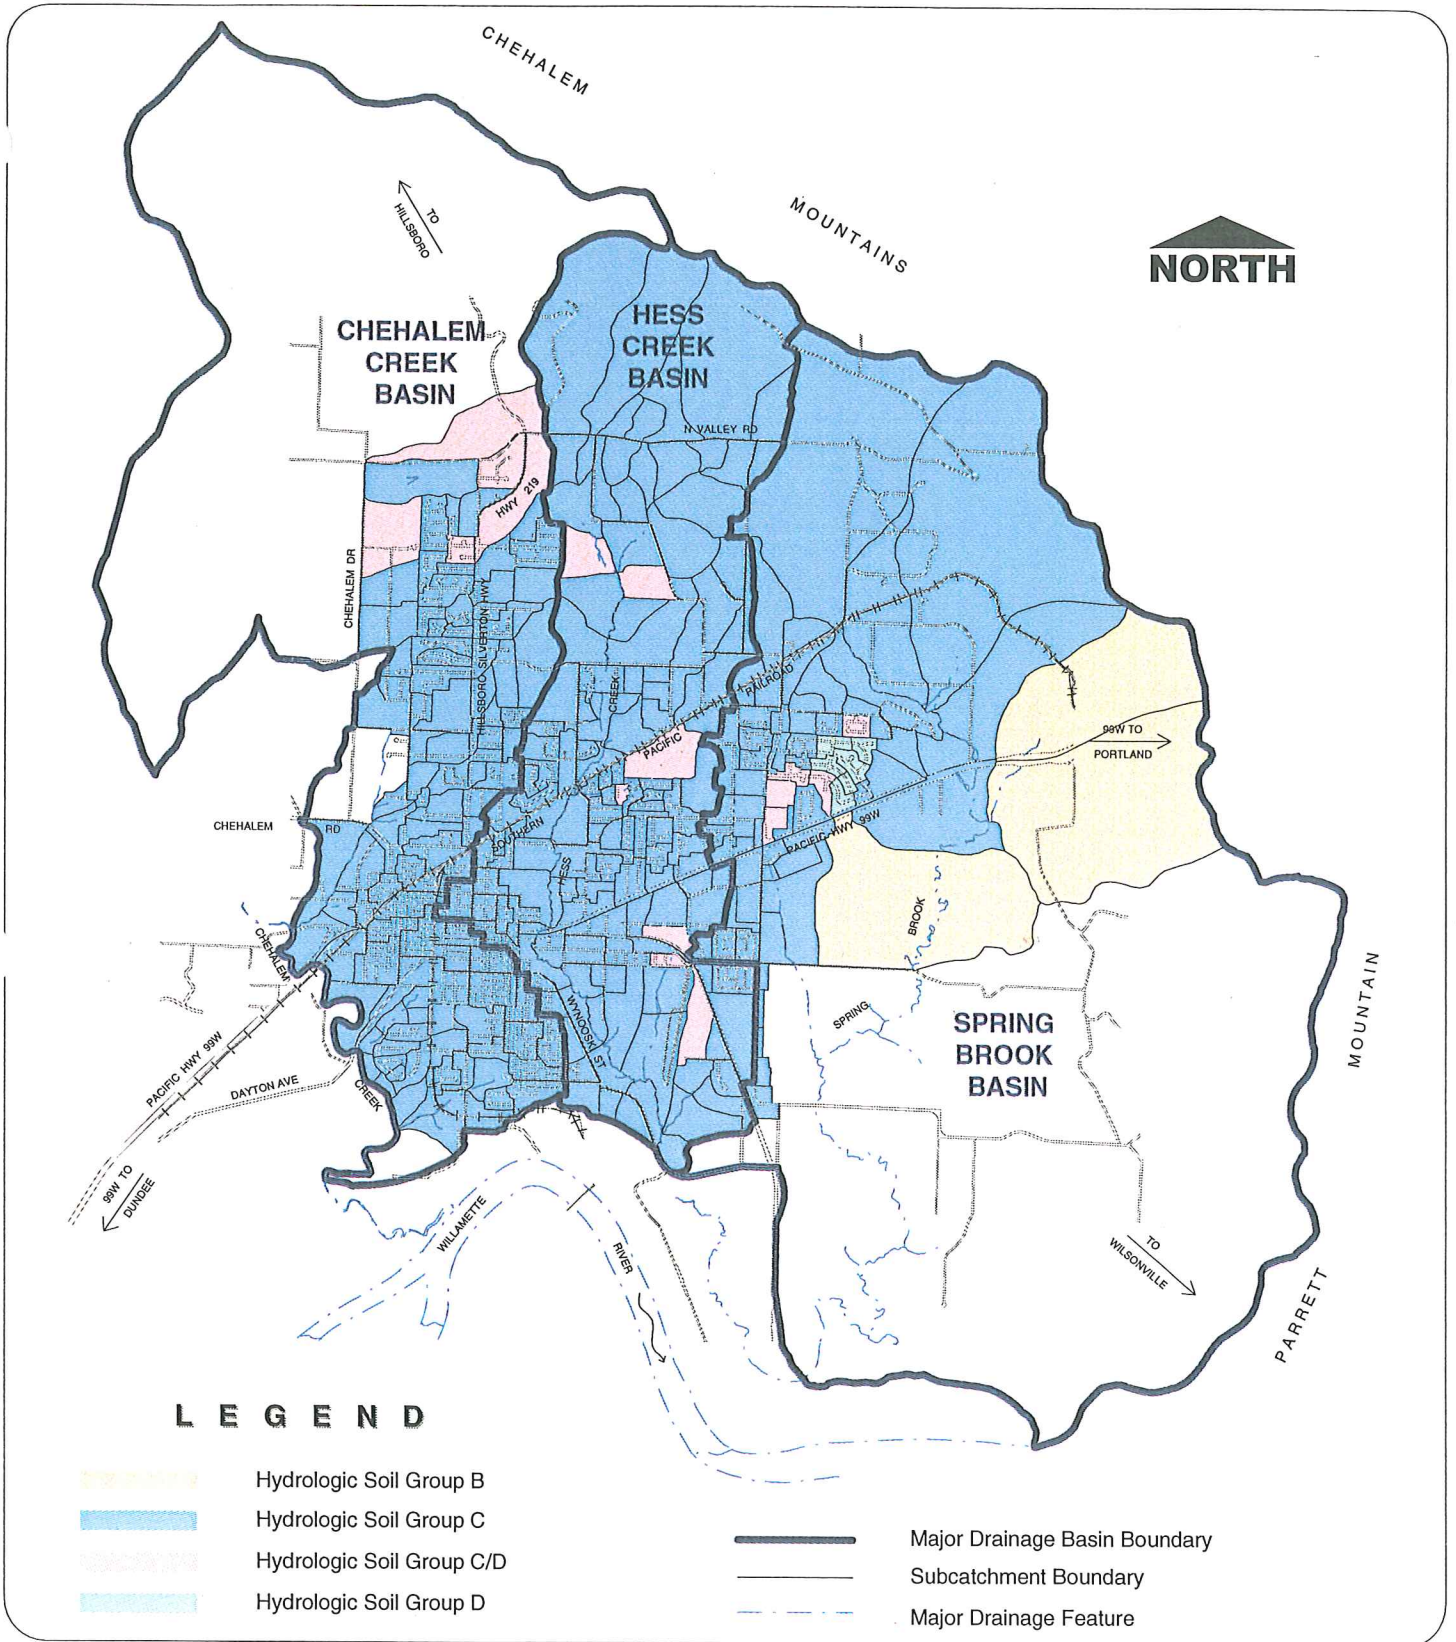 CHEHALEM
MOUNTAINS
TO
HILLSBORO
NORTH
CHEHALEM
CREEK
BASIN
HESS
CREEK
BASIN
N VALLEY RD
HWY 219
CHEHALEM DR
HILLSBORO SILVERTON HWY
CREEK
RAILROAD
PACIFIC
99W TO
PORTLAND
CHEHALEM
RD
SOUTHERN
PACIFIC HWY 99W
HESS
BROOK
CHEHALEM
SPRING
SPRING
BROOK
BASIN
MOUNTAIN
WYNOOSKI ST
PACIFIC HWY 99W
DAYTON AVE
CREEK
99W TO
DUNDEE
WILLAMETTE
RIVER
TO
WILSONVILLE
PARRETT
LEGEND
Hydrologic Soil Group B
Hydrologic Soil Group C
Hydrologic Soil Group C/D
Hydrologic Soil Group D
Major Drainage Basin Boundary
Subcatchment Boundary
Major Drainage Feature